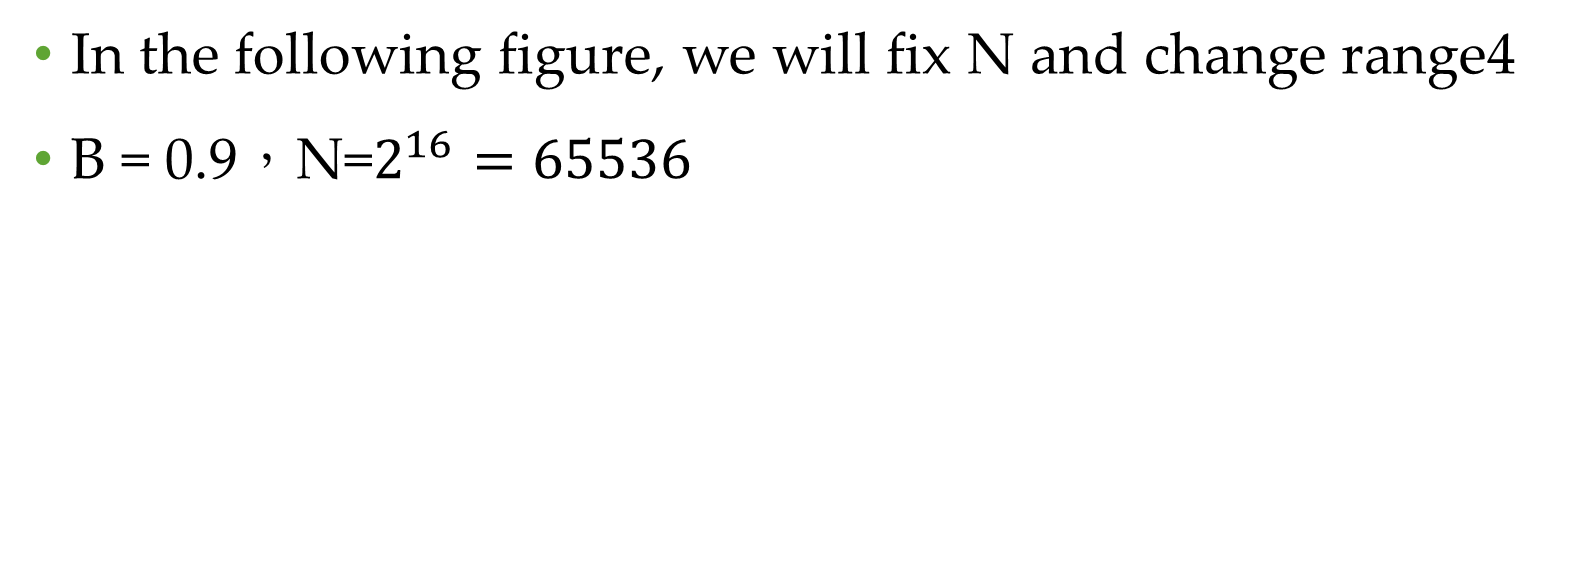 • In the following figure, we will fix N and change range4
• B = 0.9，N=2¹⁶ = 65536